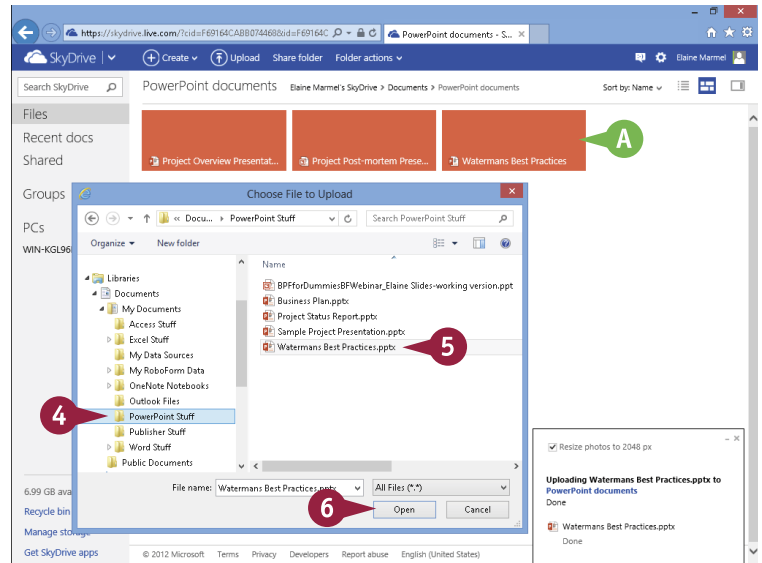 https://skydrive.live.com/?cid=F69164CABB074468&id=F69164C
PowerPoint documents - S...
SkyDrive
Create
Upload
Share folder
Folder actions
Elaine Marmel
Search SkyDrive
PowerPoint documents
Elaine Marmel's SkyDrive > Documents > PowerPoint documents
Sort by: Name
Files
Recent docs
Shared
Groups
PCs
Project Overview Presentat...
Project Post-mortem Prese...
Watermans Best Practices
A
Choose File to Upload
« Docu... ▸ PowerPoint Stuff
Search PowerPoint Stuff
Organize
New folder
Libraries
Documents
My Documents
Access Stuff
Excel Stuff
My Data Sources
My RoboForm Data
OneNote Notebooks
Outlook Files
4
PowerPoint Stuff
Publisher Stuff
Word Stuff
Public Documents
Name
BPFforDummiesBFWebinar_Elaine Slides-working version.ppt
Business Plan.pptx
Project Status Report.pptx
Sample Project Presentation.pptx
Watermans Best Practices.pptx
5
File name:
Watermans Best Practices.pptx
All Files (*.*)
6
Open
Cancel
6.99 GB ava
Recycle bin
Manage storage
Get SkyDrive apps
© 2012 Microsoft
Terms
Privacy
Developers
Report abuse
English (United States)
Resize photos to 2048 px
Uploading Watermans Best Practices.pptx to
PowerPoint documents
Done
Watermans Best Practices.pptx
Done